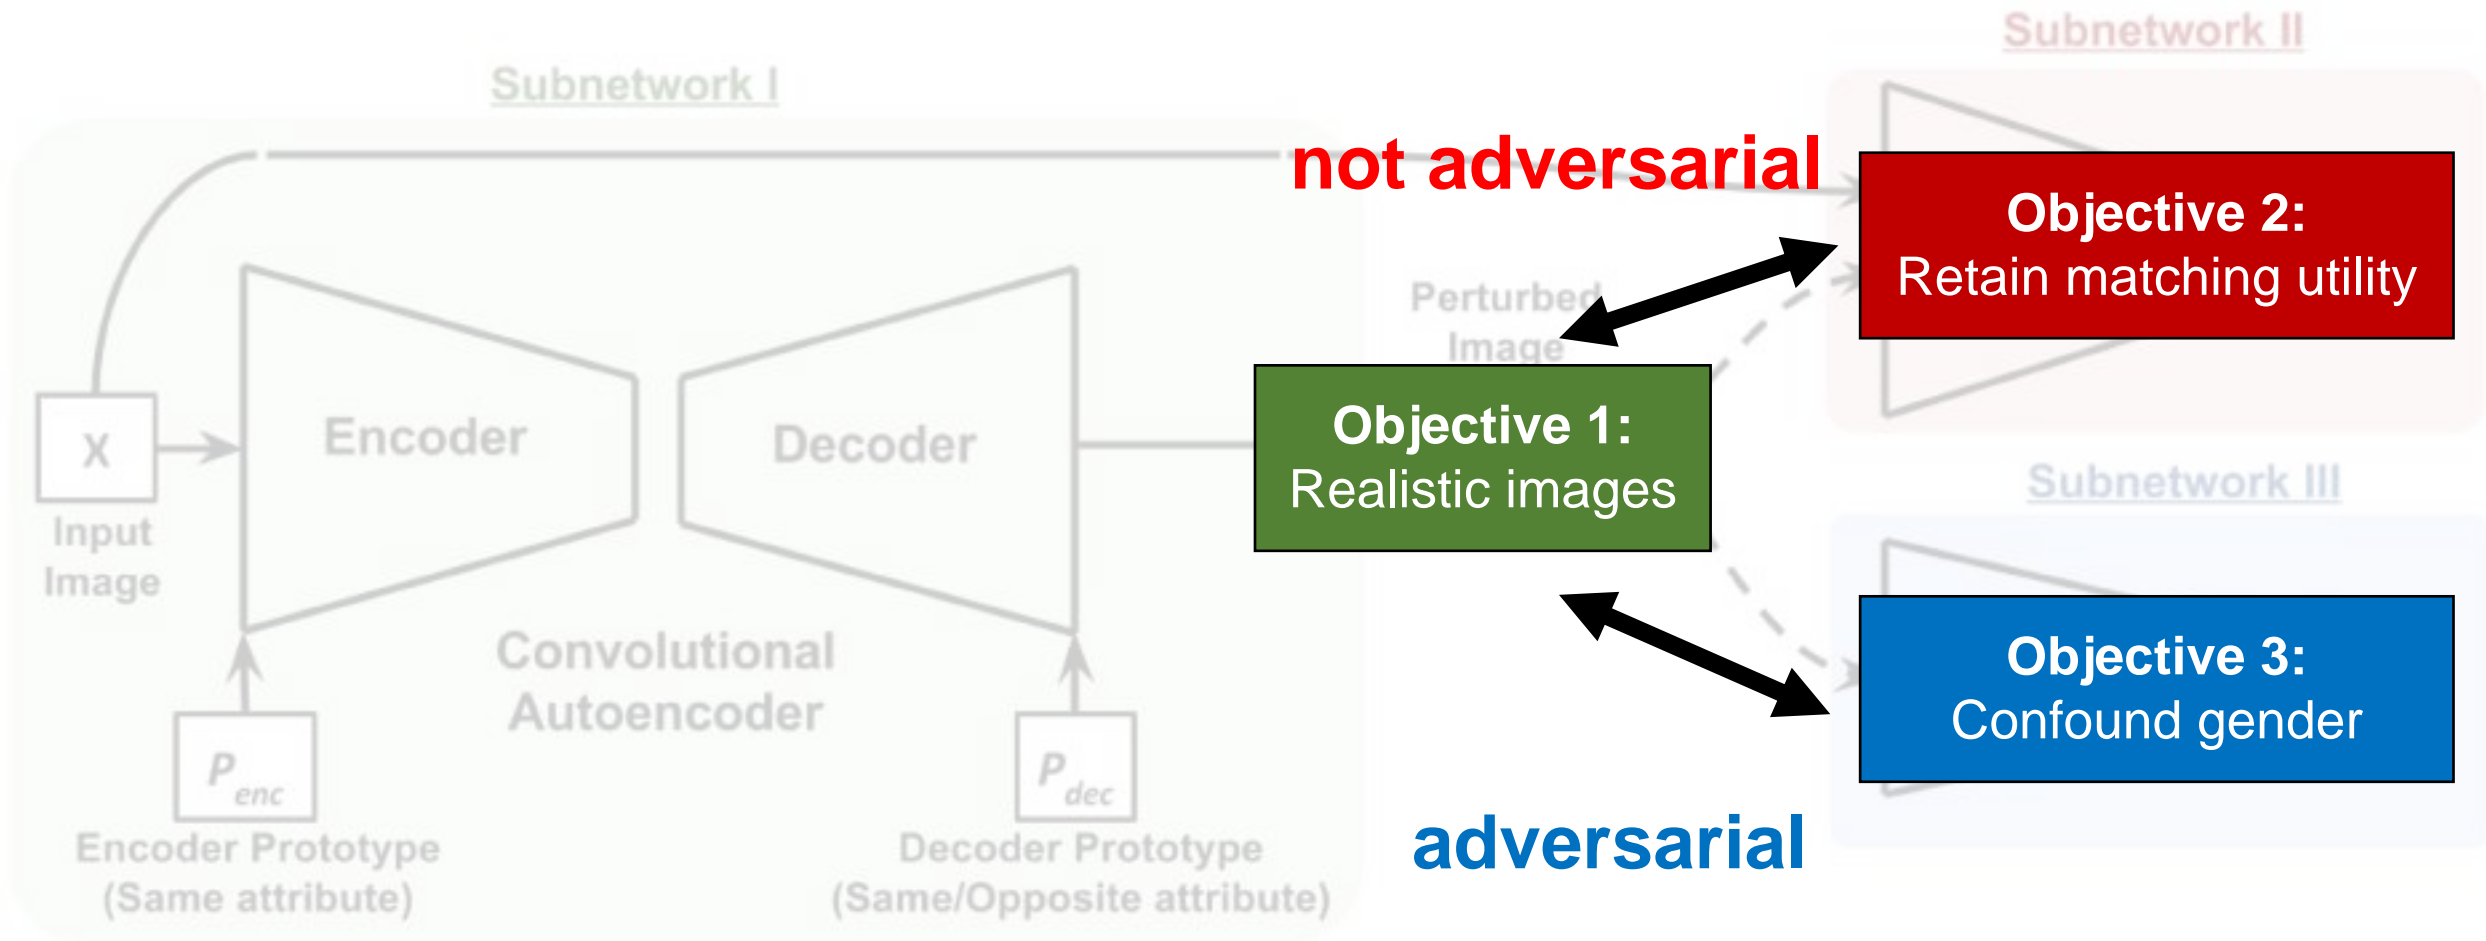 Subnetwork II
Subnetwork I
not adversarial
Objective 2:
Retain matching utility
Perturbed
Image
Objective 1:
Realistic images
Encoder
Decoder
X
Input
Image
Subnetwork III
Convolutional
Autoencoder
Objective 3:
Confound gender
P enc
P dec
adversarial
Encoder Prototype
(Same attribute)
Decoder Prototype
(Same/Opposite attribute)